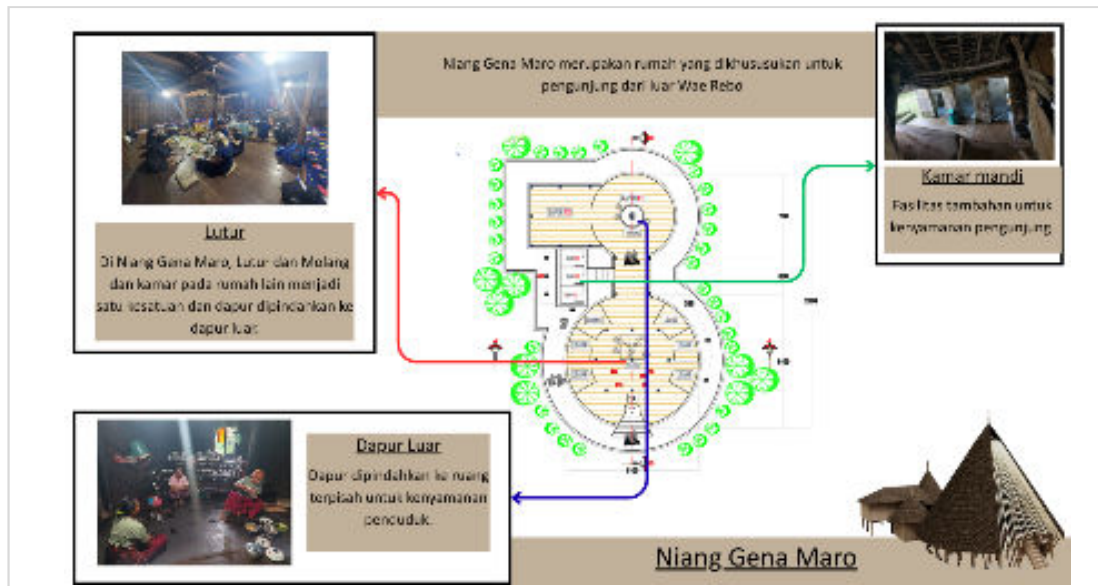 Niang Gena Maro merupakan rumah yang dikhususukan untuk
pengunjung dari luar Wae Rebo
Lutur
Di Niang Gena Maro, Lutur dan Molang
dan kamar pada rumah lain menjadi
satu kesatuan dan dapur dipindahkan ke
dapur luar.
Kamar mandi
Fasilitas tambahan untuk
kenyamanan pengunjung
Dapur Luar
Dapur dipindahkan ke ruang
terpisah untuk kenyamanan
penduduk.
Niang Gena Maro